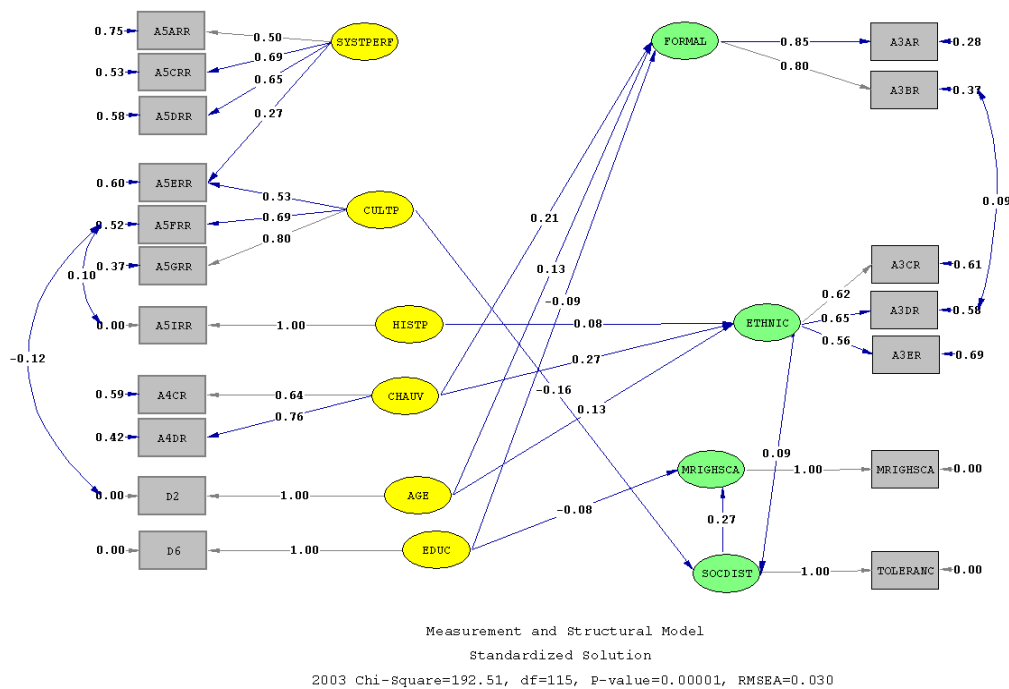 0.75 A5ARR 0.50 SYSTPERF FORMAL 0.85 A3AR 0.28
0.53 A5CRR 0.69 0.80 A3BR 0.37
0.58 A5DRR 0.65
0.27
0.60 A5ERR 0.53 CULTP
0.52 A5FRR 0.69 0.21 0.09
0.37 A5GRR 0.80 0.13 A3CR 0.61
0.10 -0.09 0.62
0.00 A5IRR 1.00 HISTP 0.08 ETHNIC 0.65 A3DR 0.58
-0.12 0.27 0.56 A3ER 0.69
0.59 A4CR 0.64 CHAUV -0.16
0.42 A4DR 0.76 0.13
0.09 MRIGHSCA 1.00 MRIGHSCA 0.00
0.00 D2 1.00 AGE
-0.08 0.27
0.00 D6 1.00 EDUC
SOCDIST 1.00 TOLERANC 0.00
Measurement and Structural Model
Standardized Solution
2003 Chi-Square=192.51, df=115, P-value=0.00001, RMSEA=0.030